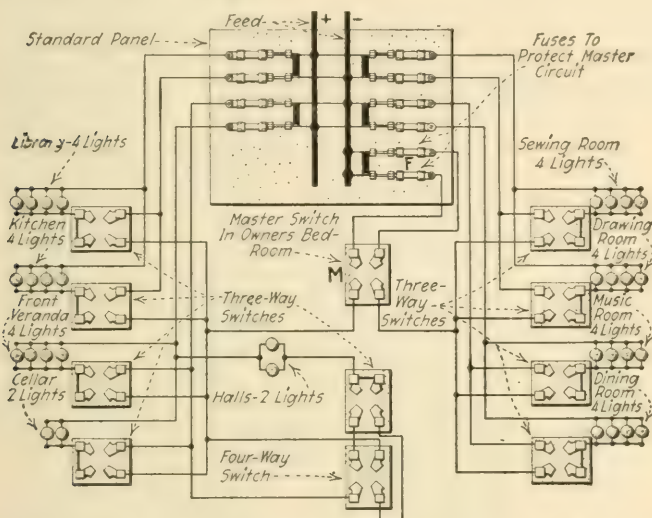 Feed
+ -
Standard Panel
Fuses To
Protect Master
Circuit
F
Library-4 Lights
Sewing Room
4 Lights
Kitchen
4 Lights
Master Switch
In Owners Bed-
Room
M
Drawing
Room
4 Lights
Three-Way
Switches
Three-
Way
Switches
Front
Veranda
4 Lights
Music
Room
4 Lights
Cellar
2 Lights
Halls-2 Lights
Dining
Room
4 Lights
Four-Way
Switch